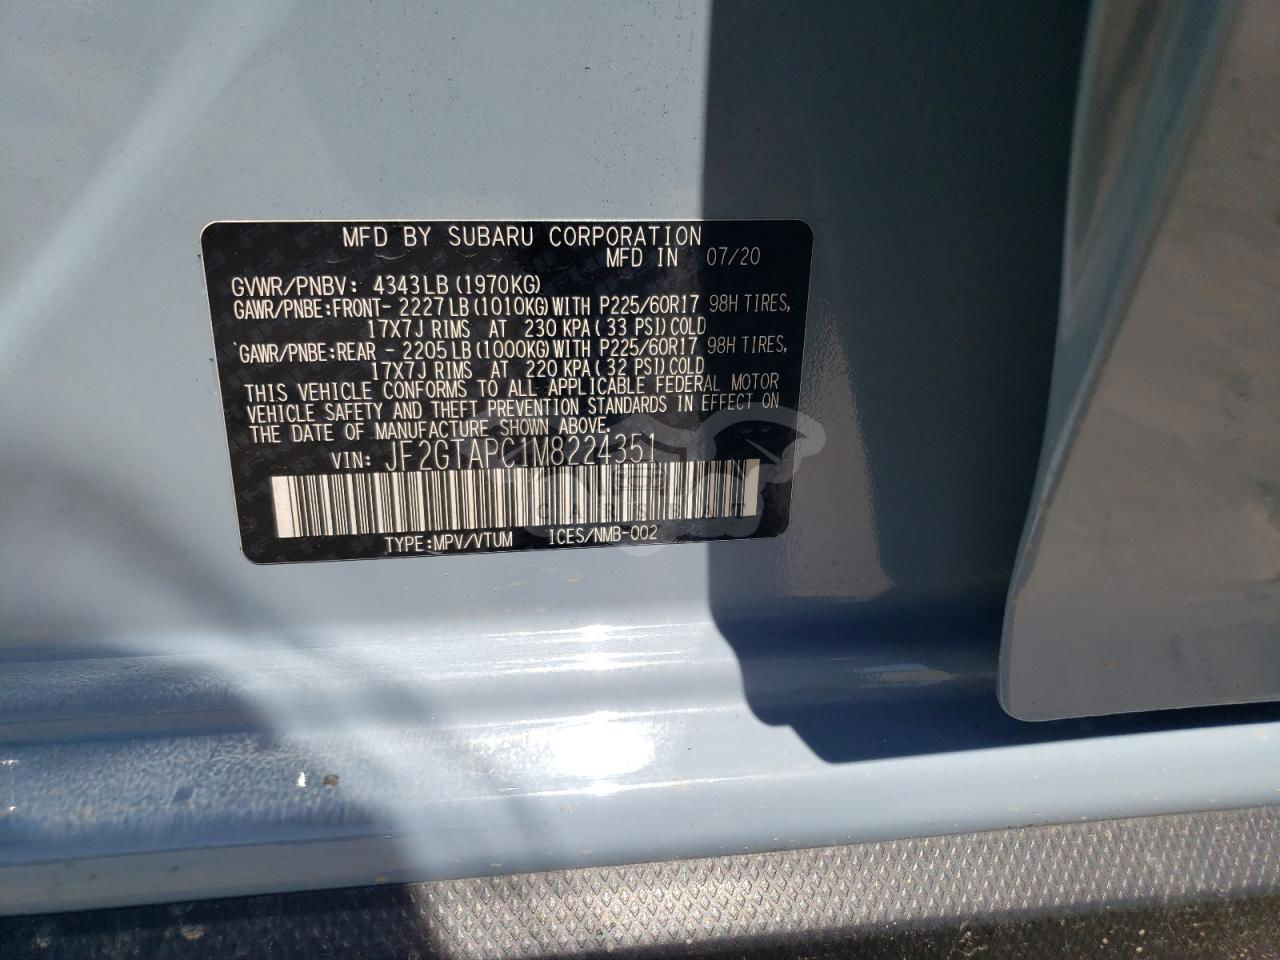 MFD BY SUBARU CORPORATION
MFD IN 07/20
GVWR/PNBV: 4343LB (1970KG)
GAWR/PNBE:FRONT- 2227LB (1010KG) WITH P225/60R17 98H TIRES,
17X7J RIMS AT 230 KPA (33 PSI) COLD
GAWR/PNBE:REAR - 2205LB (1000KG) WITH P225/60R17 98H TIRES,
17X7J RIMS AT 220 KPA (32 PSI) COLD
THIS VEHICLE CONFORMS TO ALL APPLICABLE FEDERAL MOTOR
VEHICLE SAFETY AND THEFT PREVENTION STANDARDS IN EFFECT ON
THE DATE OF MANUFACTURE SHOWN ABOVE.
VIN: JF2GTAPC1M8224351
TYPE:MPV/VTUM ICES/NMB-002